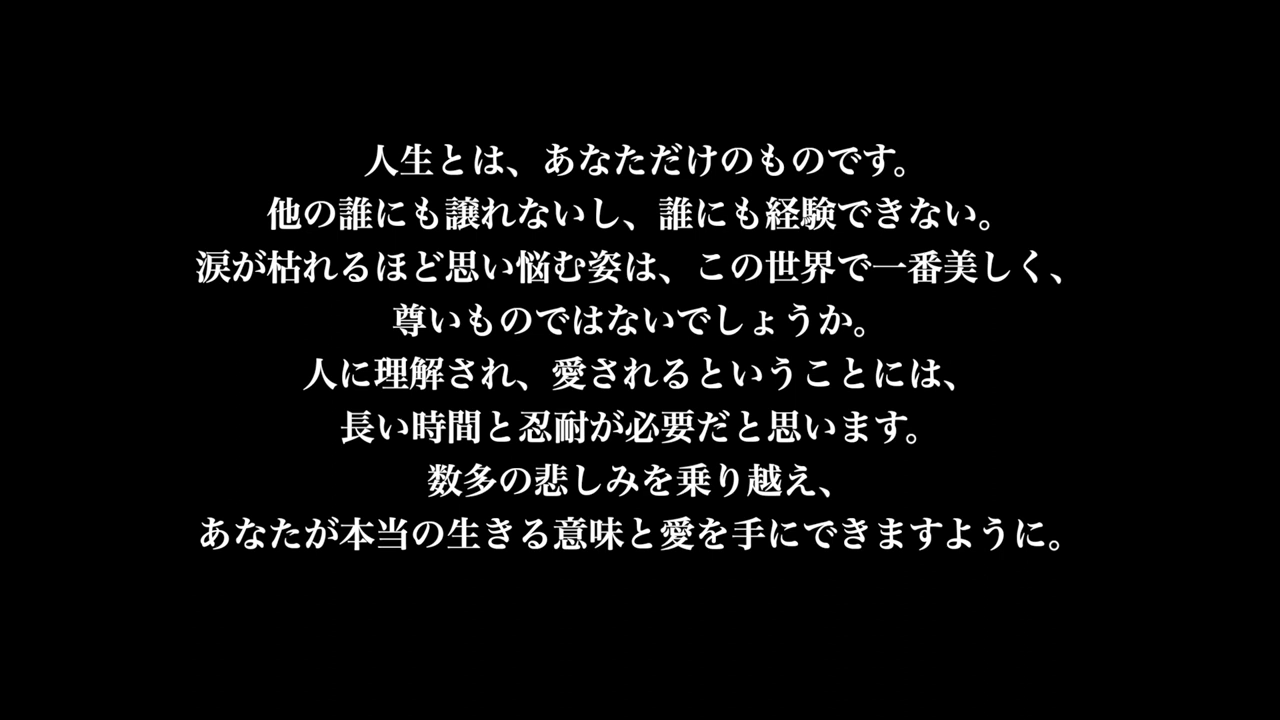 人生とは、あなただけのものです。
他の誰にも譲れないし、誰にも経験できない。
涙が枯れるほど思い悩む姿は、この世界で一番美しく、
尊いものではないでしょうか。
人に理解され、愛されるということには、
長い時間と忍耐が必要だと思います。
数多の悲しみを乗り越え、
あなたが本当の生きる意味と愛を手にできますように。